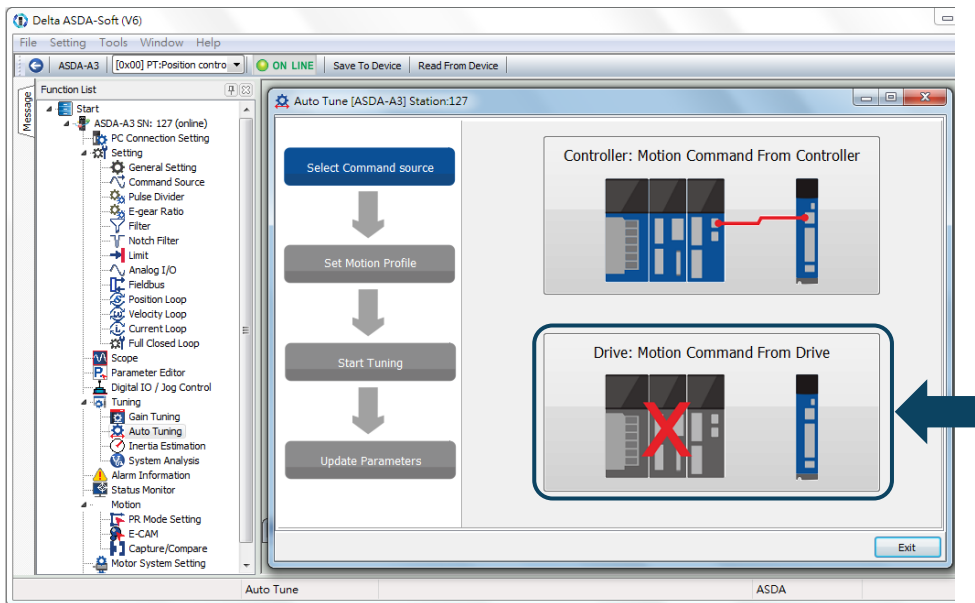 Delta ASDA-Soft (V6)
File Setting Tools Window Help
ASDA-A3 [0x00] PT:Position contro ON LINE Save To Device Read From Device
Message
Function List
Start
ASDA-A3 SN: 127 (online)
PC Connection Setting
Setting
General Setting
Command Source
Pulse Divider
E-gear Ratio
Filter
Notch Filter
Limit
Analog I/O
Fieldbus
Position Loop
Velocity Loop
Current Loop
Full Closed Loop
Scope
Parameter Editor
Digital IO / Jog Control
Tuning
Gain Tuning
Auto Tuning
Inertia Estimation
System Analysis
Alarm Information
Status Monitor
Motion
PR Mode Setting
E-CAM
Capture/Compare
Motor System Setting
Auto Tune [ASDA-A3] Station:127
Select Command source
Set Motion Profile
Start Tuning
Update Parameters
Controller: Motion Command From Controller
Drive: Motion Command From Drive
X
Exit
Auto Tune ASDA